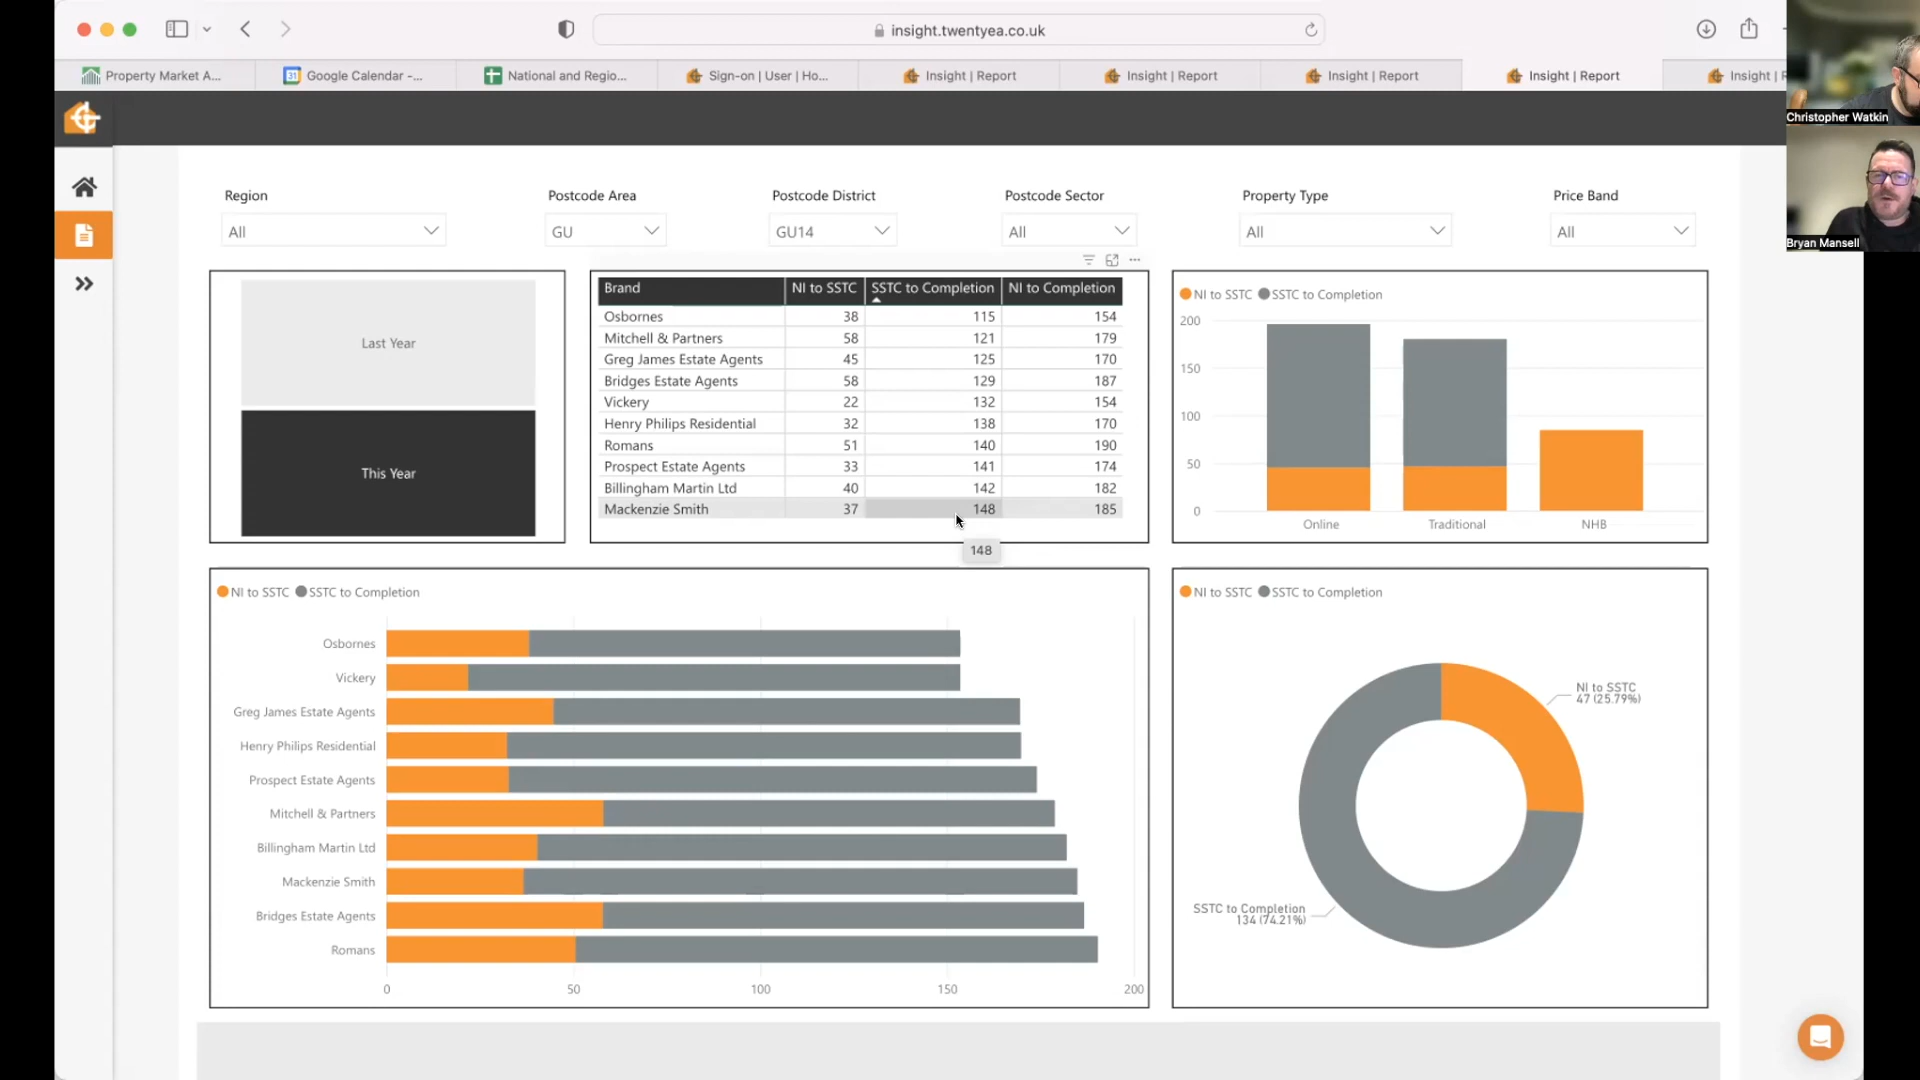 insight.twentyea.co.uk
Property Market A...
31 Google Calendar -...
National and Regio...
Sign-on | User | Ho...
Insight | Report
Insight | Report
Insight | Report
Insight | Report
Insight | R
Christopher Watkin
Bryan Mansell
Region Postcode Area Postcode District Postcode Sector Property Type Price Band
All GU GU14 All All All
Last Year
This Year
Brand NI to SSTC SSTC to Completion NI to Completion
Osbornes 38 115 154
Mitchell & Partners 58 121 179
Greg James Estate Agents 45 125 170
Bridges Estate Agents 58 129 187
Vickery 22 132 154
Henry Philips Residential 32 138 170
Romans 51 140 190
Prospect Estate Agents 33 141 174
Billingham Martin Ltd 40 142 182
Mackenzie Smith 37 148 185
148
NI to SSTC SSTC to Completion
200
150
100
50
0
Online Traditional NHB
NI to SSTC SSTC to Completion
Osbornes
Vickery
Greg James Estate Agents
Henry Philips Residential
Prospect Estate Agents
Mitchell & Partners
Billingham Martin Ltd
Mackenzie Smith
Bridges Estate Agents
Romans
0 50 100 150 200
NI to SSTC SSTC to Completion
NI to SSTC
47 (25.79%)
SSTC to Completion
134 (74.21%)